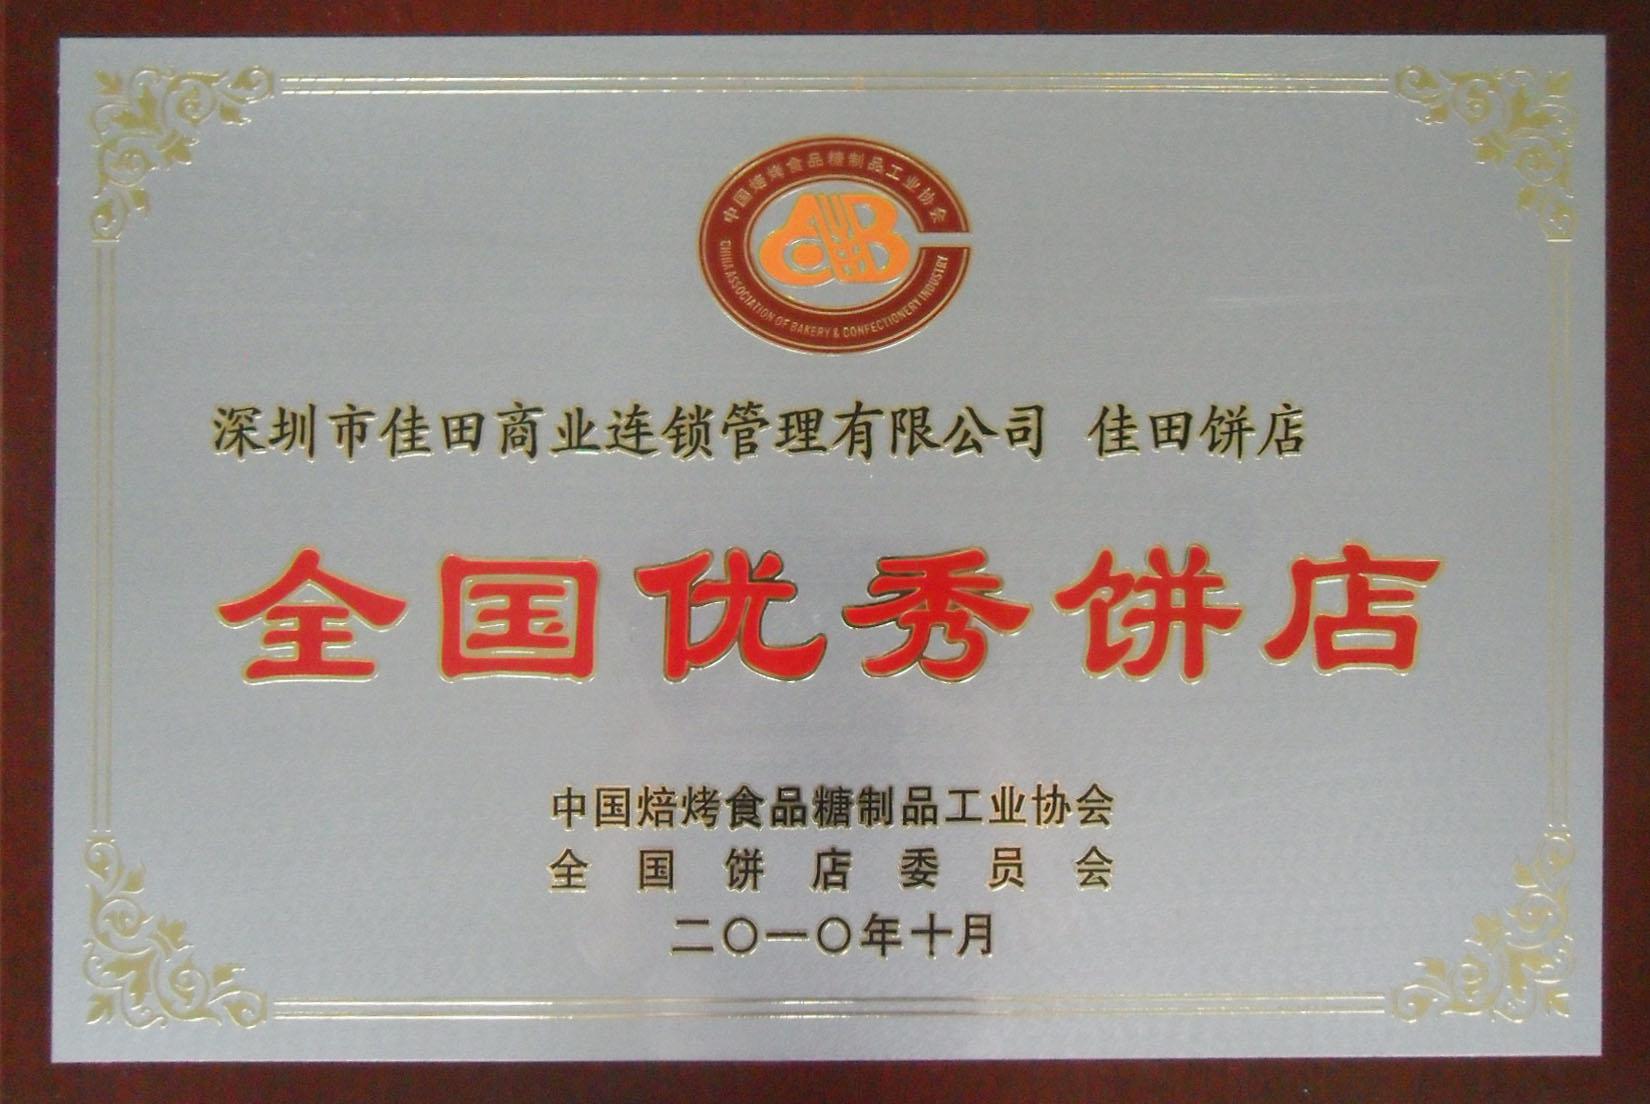 中国焙烤食品糖制品工业协会
CHINA ASSOCIATION OF BAKERY & CONFECTIONERY INDUSTRY
深圳市佳田商业连锁管理有限公司 佳田饼店
全国优秀饼店
中国焙烤食品糖制品工业协会
全国饼店委员会
二〇一〇年十月